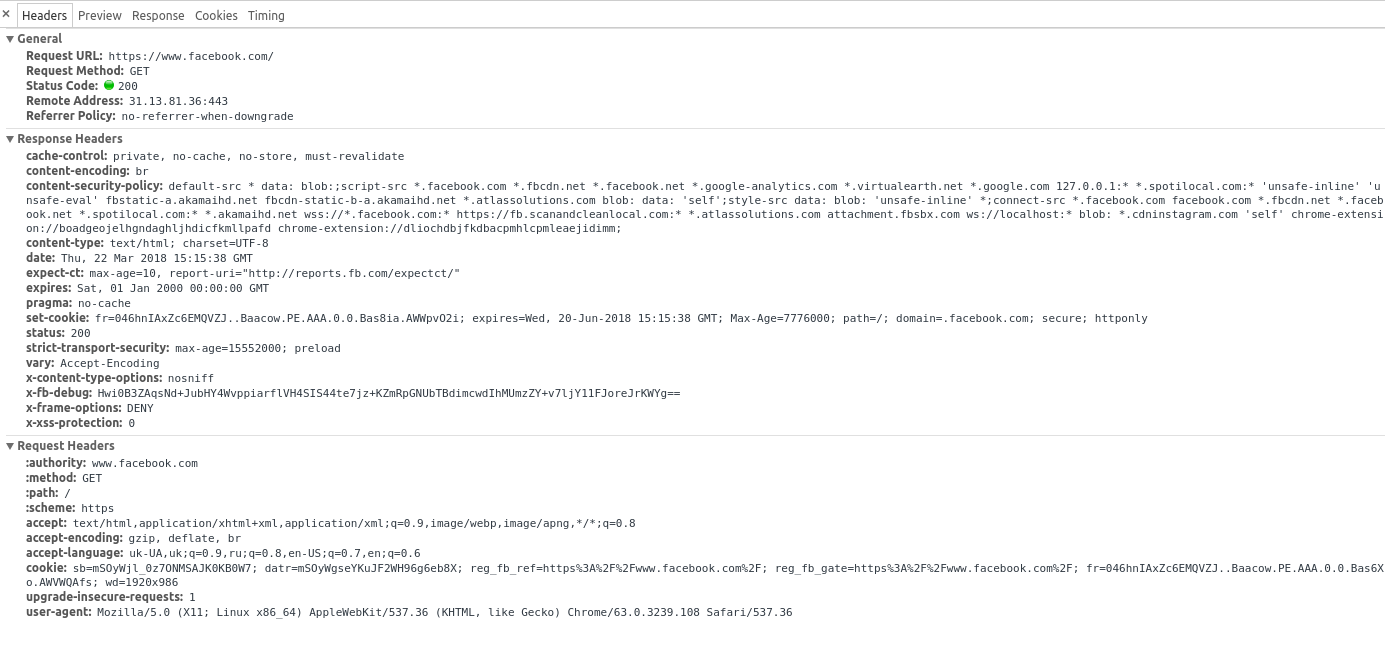 × Headers Preview Response Cookies Timing
▼ General
Request URL: https://www.facebook.com/
Request Method: GET
Status Code: 200
Remote Address: 31.13.81.36:443
Referrer Policy: no-referrer-when-downgrade
▼ Response Headers
cache-control: private, no-cache, no-store, must-revalidate
content-encoding: br
content-security-policy: default-src * data: blob:;script-src *.facebook.com *.fbcdn.net *.facebook.net *.google-analytics.com *.virtualearth.net *.google.com 127.0.0.1:* *.spotilocal.com:* 'unsafe-inline' 'u
nsafe-eval' fbstatic-a.akamaihd.net fbcdn-static-b-a.akamaihd.net *.atlassolutions.com blob: data: 'self';style-src data: blob: 'unsafe-inline' *;connect-src *.facebook.com facebook.com *.fbcdn.net *.faceb
ook.net *.spotilocal.com:* *.akamaihd.net wss://*.facebook.com:* https://fb.scanandcleanlocal.com:* *.atlassolutions.com attachment.fbsbx.com ws://localhost:* blob: *.cdninstagram.com 'self' chrome-extensi
on://boadgeojelhgndaghljhdicfkmllpafd chrome-extension://dliochdbjfkdbacpmhlcpmleaejidimm;
content-type: text/html; charset=UTF-8
date: Thu, 22 Mar 2018 15:15:38 GMT
expect-ct: max-age=10, report-uri="http://reports.fb.com/expectct/"
expires: Sat, 01 Jan 2000 00:00:00 GMT
pragma: no-cache
set-cookie: fr=046hnIAxZc6EMQVZJ..Baacow.PE.AAA.0.0.Bas8ia.AWWpvO2i; expires=Wed, 20-Jun-2018 15:15:38 GMT; Max-Age=7776000; path=/; domain=.facebook.com; secure; httponly
status: 200
strict-transport-security: max-age=15552000; preload
vary: Accept-Encoding
x-content-type-options: nosniff
x-fb-debug: Hwi0B3ZAqsNd+JubHY4WvppiarflVH4SIS44te7jz+KZmRpGNUbTBdimcwdIhMUmzZY+v7ljY11FJoreJrKWYg==
x-frame-options: DENY
x-xss-protection: 0
▼ Request Headers
:authority: www.facebook.com
:method: GET
:path: /
:scheme: https
accept: text/html,application/xhtml+xml,application/xml;q=0.9,image/webp,image/apng,*/*;q=0.8
accept-encoding: gzip, deflate, br
accept-language: uk-UA,uk;q=0.9,ru;q=0.8,en-US;q=0.7,en;q=0.6
cookie: sb=mSOyWjl_0z7ONMSAJK0KB0W7; datr=mSOyWgseYKuJF2WH96g6eb8X; reg_fb_ref=https%3A%2F%2Fwww.facebook.com%2F; reg_fb_gate=https%3A%2F%2Fwww.facebook.com%2F; fr=046hnIAxZc6EMQVZJ..Baacow.PE.AAA.0.0.Bas6X
o.AWVWQAfs; wd=1920x986
upgrade-insecure-requests: 1
user-agent: Mozilla/5.0 (X11; Linux x86_64) AppleWebKit/537.36 (KHTML, like Gecko) Chrome/63.0.3239.108 Safari/537.36